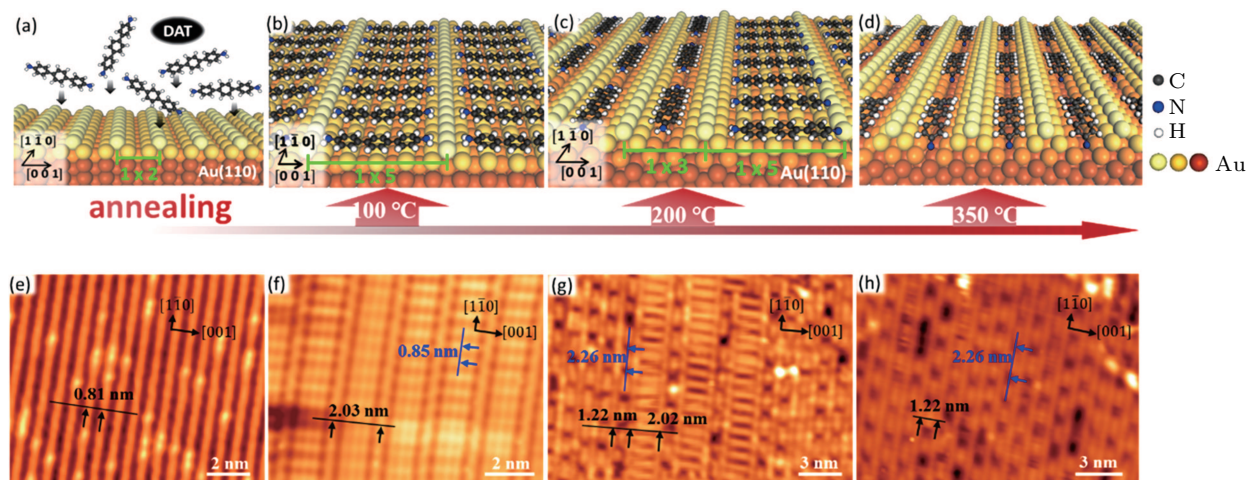 (a)
DAT
[1 1̄ 0]
[0 0 1]
1 x 2
Au(110)
(b)
[1 1̄ 0]
[0 0 1]
1 x 5
(c)
[1 1̄ 0]
[0 0 1]
1 x 3
1 x 5
Au(110)
(d)
C
N
H
Au
annealing
100 °C
200 °C
350 °C
(e)
[11̄0]
[001]
0.81 nm
2 nm
(f)
[11̄0]
[001]
0.85 nm
2.03 nm
2 nm
(g)
[11̄0]
[001]
2.26 nm
1.22 nm
2.02 nm
3 nm
(h)
[11̄0]
[001]
2.26 nm
1.22 nm
3 nm